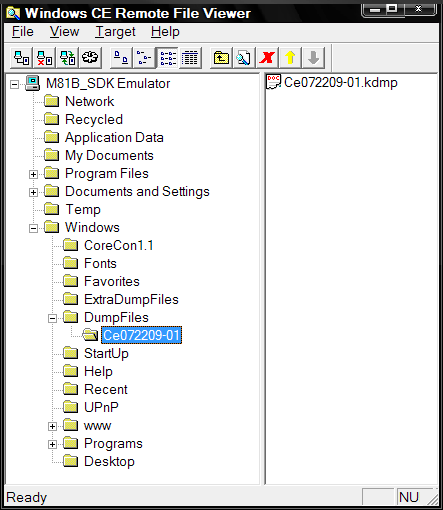 Windows CE Remote File Viewer
File View Target Help
M81B_SDK Emulator
Network
Recycled
Application Data
My Documents
Program Files
Documents and Settings
Temp
Windows
CoreCon1.1
Fonts
Favorites
ExtraDumpFiles
DumpFiles
Ce072209-01
StartUp
Help
Recent
UPnP
www
Programs
Desktop
DOC Ce072209-01.kdmp
Ready NU